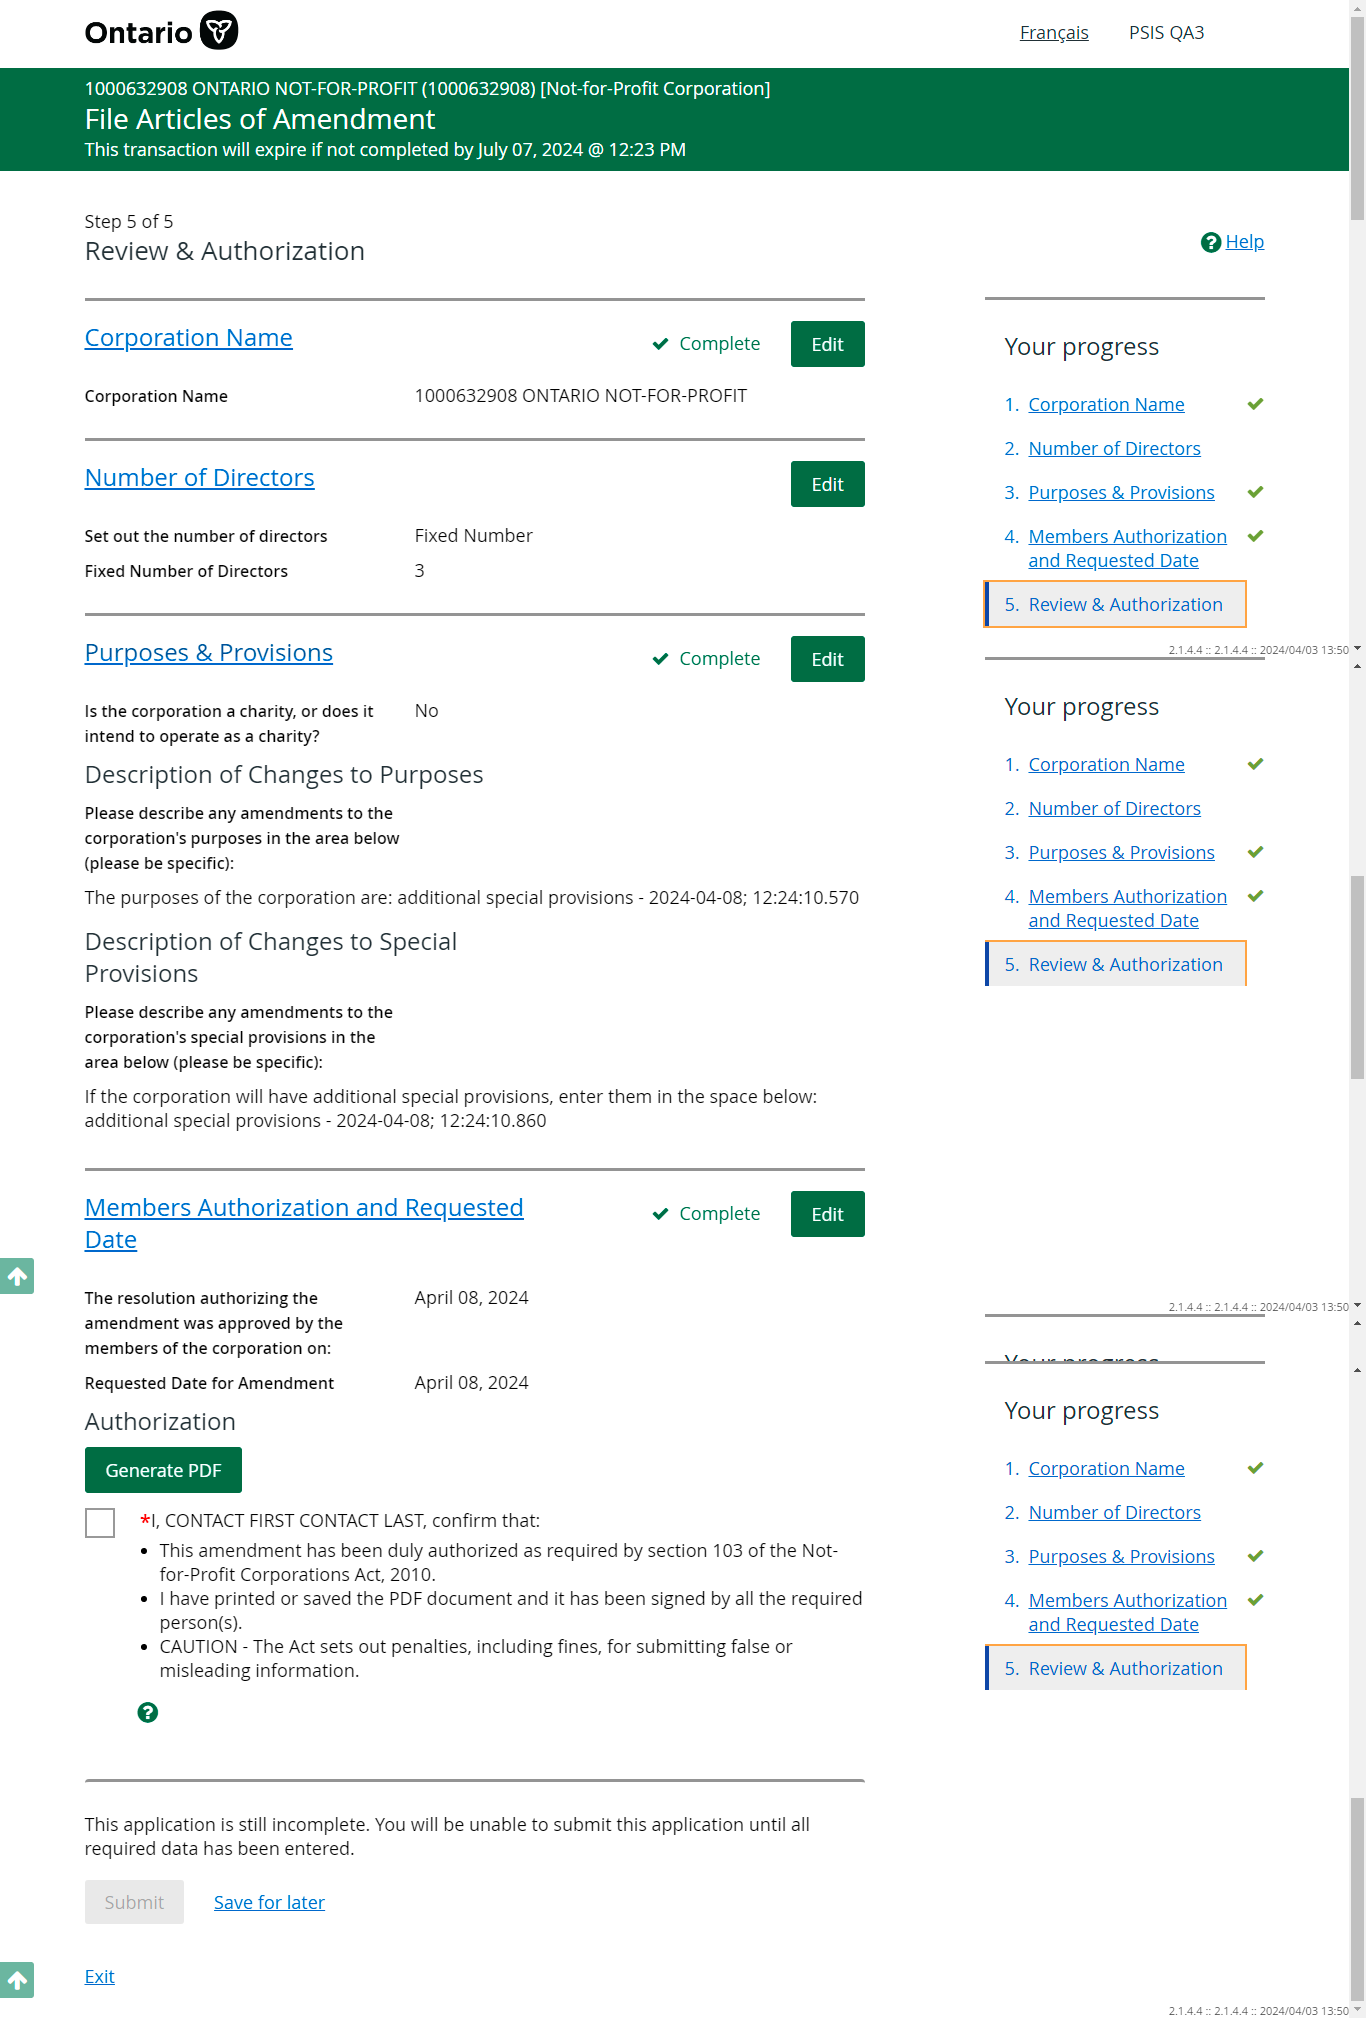 Ontario
Français PSIS QA3
1000632908 ONTARIO NOT-FOR-PROFIT (1000632908) [Not-for-Profit Corporation]
File Articles of Amendment
This transaction will expire if not completed by July 07, 2024 @ 12:23 PM
Step 5 of 5
Review & Authorization
Help
Corporation Name
Complete
Edit
Corporation Name
1000632908 ONTARIO NOT-FOR-PROFIT
Number of Directors
Edit
Set out the number of directors
Fixed Number
Fixed Number of Directors
3
Purposes & Provisions
Complete
Edit
Is the corporation a charity, or does it
intend to operate as a charity?
No
Description of Changes to Purposes
Please describe any amendments to the
corporation's purposes in the area below
(please be specific):
The purposes of the corporation are: additional special provisions - 2024-04-08; 12:24:10.570
Description of Changes to Special
Provisions
Please describe any amendments to the
corporation's special provisions in the
area below (please be specific):
If the corporation will have additional special provisions, enter them in the space below:
additional special provisions - 2024-04-08; 12:24:10.860
Members Authorization and Requested
Date
Complete
Edit
The resolution authorizing the
amendment was approved by the
members of the corporation on:
April 08, 2024
Requested Date for Amendment
April 08, 2024
Authorization
Generate PDF
*I, CONTACT FIRST CONTACT LAST, confirm that:
• This amendment has been duly authorized as required by section 103 of the Not-
for-Profit Corporations Act, 2010.
• I have printed or saved the PDF document and it has been signed by all the required
person(s).
• CAUTION - The Act sets out penalties, including fines, for submitting false or
misleading information.
This application is still incomplete. You will be unable to submit this application until all
required data has been entered.
Submit
Save for later
Exit
Your progress
1. Corporation Name
2. Number of Directors
3. Purposes & Provisions
4. Members Authorization
and Requested Date
5. Review & Authorization
2.1.4.4 :: 2.1.4.4 :: 2024/04/03 13:50
Your progress
1. Corporation Name
2. Number of Directors
3. Purposes & Provisions
4. Members Authorization
and Requested Date
5. Review & Authorization
2.1.4.4 :: 2.1.4.4 :: 2024/04/03 13:50
Your progress
Your progress
1. Corporation Name
2. Number of Directors
3. Purposes & Provisions
4. Members Authorization
and Requested Date
5. Review & Authorization
2.1.4.4 :: 2.1.4.4 :: 2024/04/03 13:50